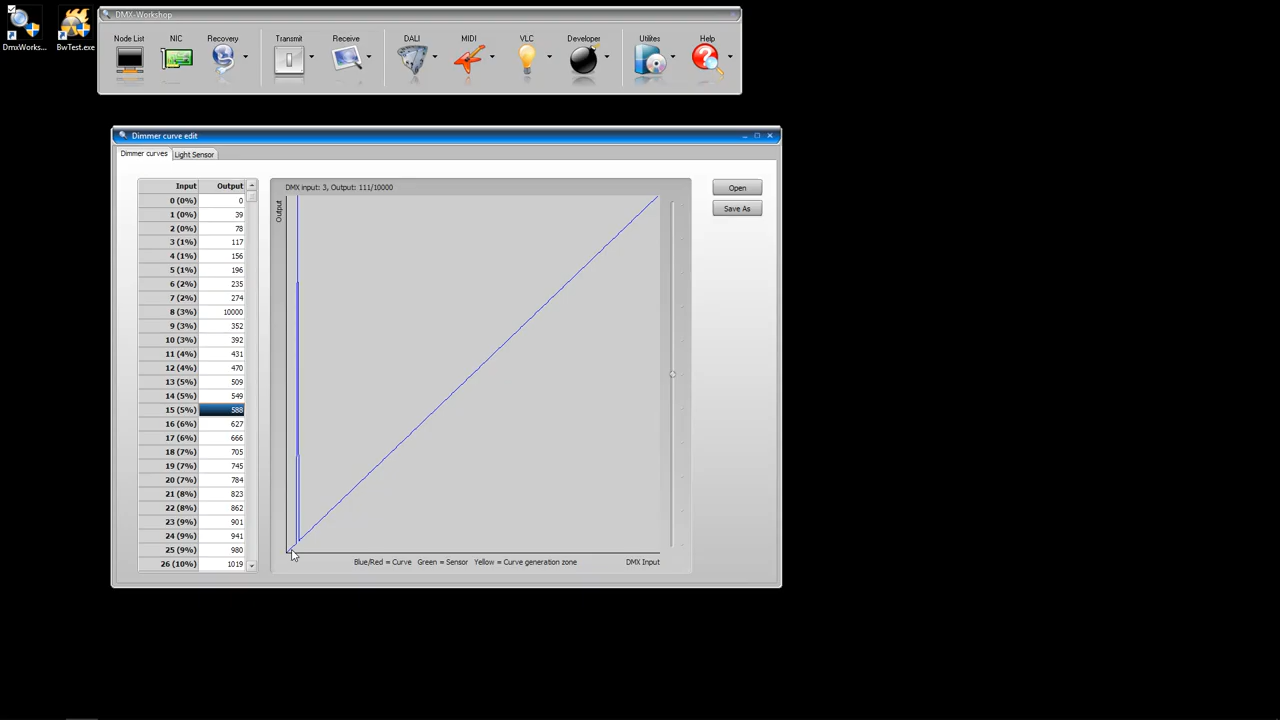 DmxWorks...
BwTest.exe
DMX-Workshop
Node List NIC Recovery Transmit Receive DALI MIDI VLC Developer Utilites Help
Dimmer curve edit
Dimmer curves Light Sensor
Input Output
0 (0%) 0
1 (0%) 39
2 (0%) 78
3 (1%) 117
4 (1%) 156
5 (1%) 196
6 (2%) 235
7 (2%) 274
8 (3%) 10000
9 (3%) 352
10 (3%) 392
11 (4%) 431
12 (4%) 470
13 (5%) 509
14 (5%) 549
15 (5%) 588
16 (6%) 627
17 (6%) 666
18 (7%) 705
19 (7%) 745
20 (7%) 784
21 (8%) 823
22 (8%) 862
23 (9%) 901
24 (9%) 941
25 (9%) 980
26 (10%) 1019
DMX input: 3, Output: 111/10000
Output
Blue/Red = Curve Green = Sensor Yellow = Curve generation zone DMX Input
Open
Save As